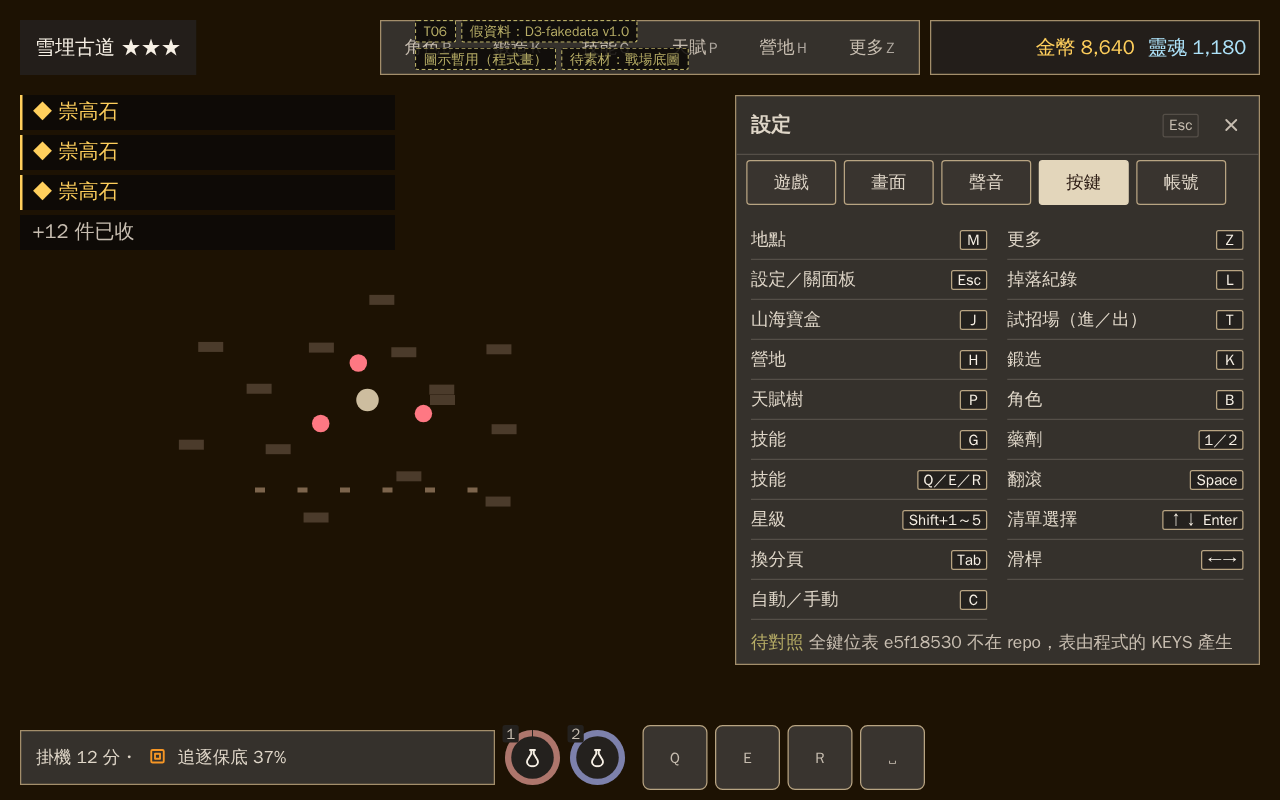 雪埋古道 ★★★
T06 假資料：D3-fakedata v1.0
圖示暫用（程式畫） 待素材：戰場底圖
天賦P 營地H 更多Z
金幣 8,640 靈魂 1,180
◆ 崇高石
◆ 崇高石
◆ 崇高石
+12 件已收
設定 Esc ✕
遊戲 畫面 聲音 按鍵 帳號
地點 M 更多 Z
設定／關面板 Esc 掉落紀錄 L
山海寶盒 J 試招場（進／出） T
營地 H 鍛造 K
天賦樹 P 角色 B
技能 G 藥劑 1／2
技能 Q／E／R 翻滾 Space
星級 Shift+1～5 清單選擇 ↑↓ Enter
換分頁 Tab 滑桿 ←→
自動／手動 C
待對照 全鍵位表 e5f18530 不在 repo，表由程式的 KEYS 產生
掛機 12 分· 追逐保底 37%
1 2 Q E R ␣